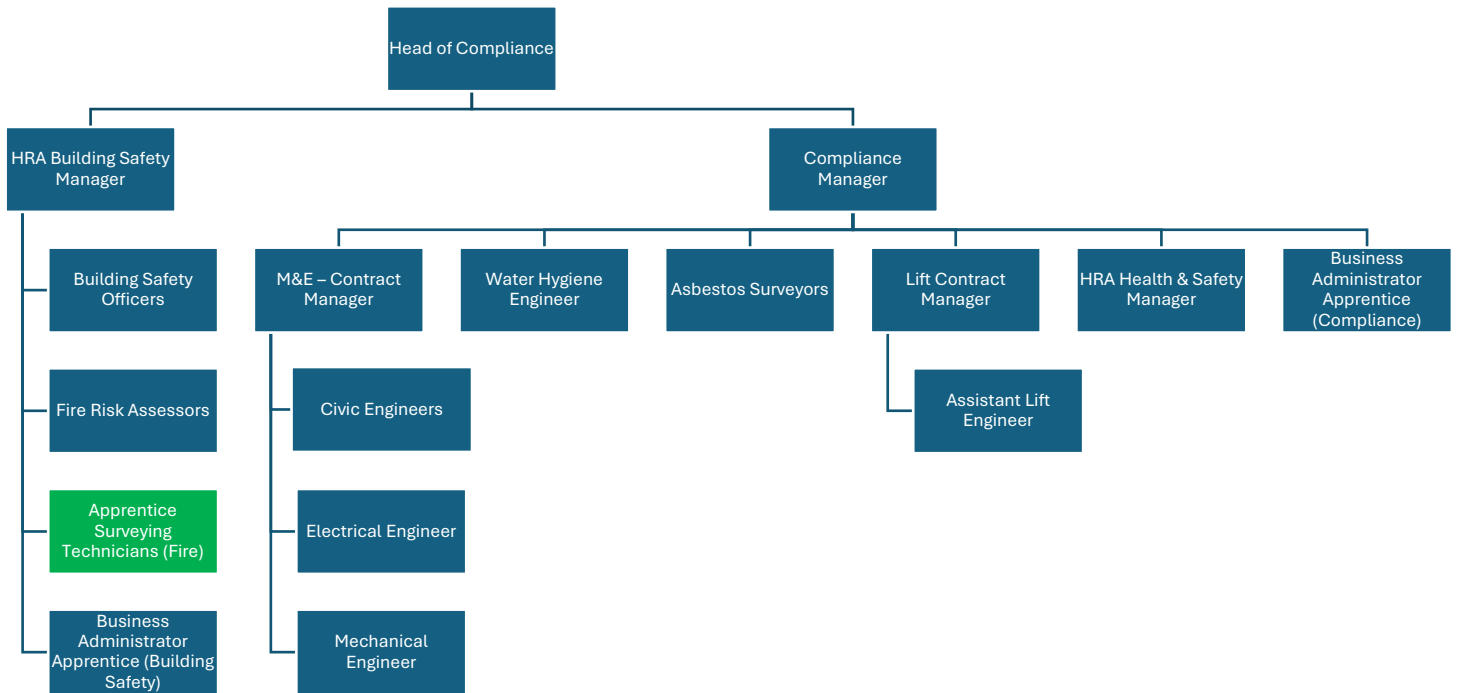 Head of Compliance
HRA Building Safety
Manager
Compliance
Manager
Building Safety
Officers
M&E – Contract
Manager
Water Hygiene
Engineer
Asbestos Surveyors
Lift Contract
Manager
HRA Health & Safety
Manager
Business
Administrator
Apprentice
(Compliance)
Fire Risk Assessors
Civic Engineers
Assistant Lift
Engineer
Apprentice
Surveying
Technicians (Fire)
Electrical Engineer
Business
Administrator
Apprentice (Building
Safety)
Mechanical
Engineer